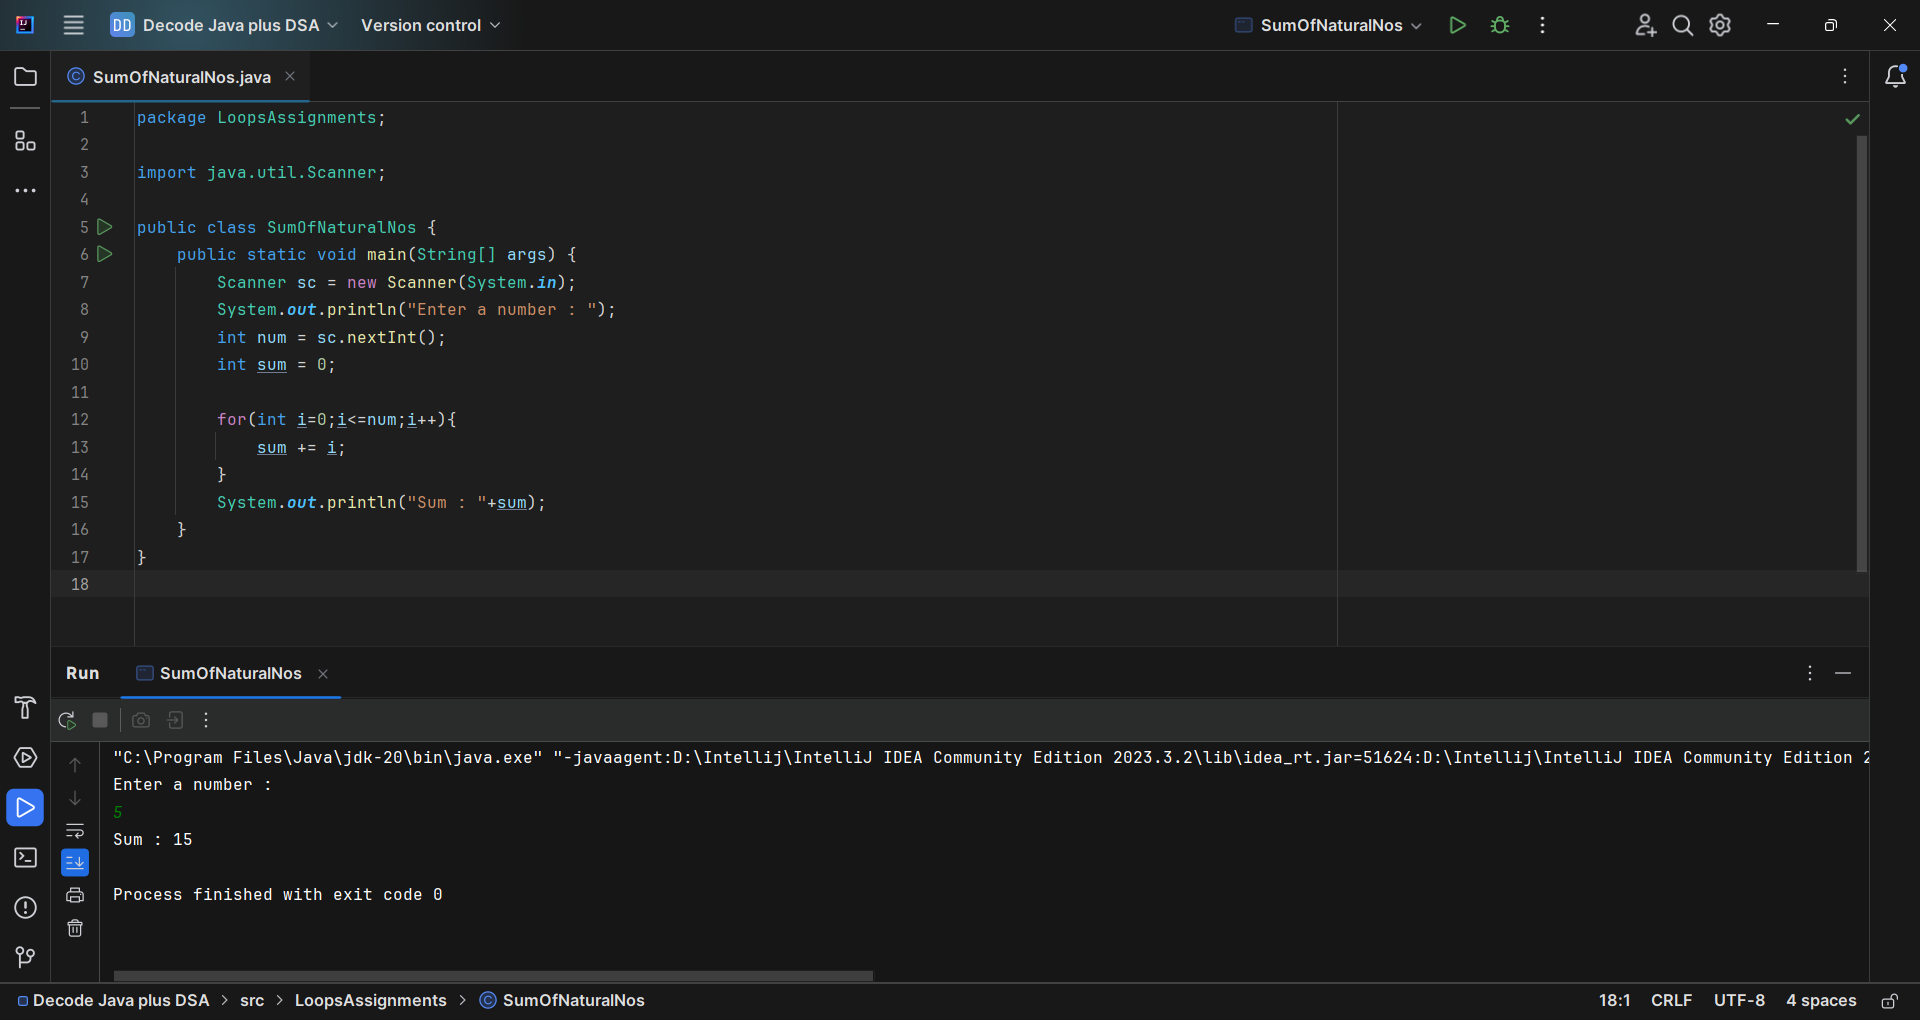 DD Decode Java plus DSA Version control SumOfNaturalNos
SumOfNaturalNos.java
1 package LoopsAssignments;
2
3 import java.util.Scanner;
4
5 public class SumOfNaturalNos {
6 public static void main(String[] args) {
7 Scanner sc = new Scanner(System.in);
8 System.out.println("Enter a number : ");
9 int num = sc.nextInt();
10 int sum = 0;
11
12 for(int i=0;i<=num;i++){
13 sum += i;
14 }
15 System.out.println("Sum : "+sum);
16 }
17 }
18
Run SumOfNaturalNos
"C:\Program Files\Java\jdk-20\bin\java.exe" "-javaagent:D:\Intellij\IntelliJ IDEA Community Edition 2023.3.2\lib\idea_rt.jar=51624:D:\Intellij\IntelliJ IDEA Community Edition 2
Enter a number :
5
Sum : 15
Process finished with exit code 0
Decode Java plus DSA > src > LoopsAssignments > SumOfNaturalNos 18:1 CRLF UTF-8 4 spaces